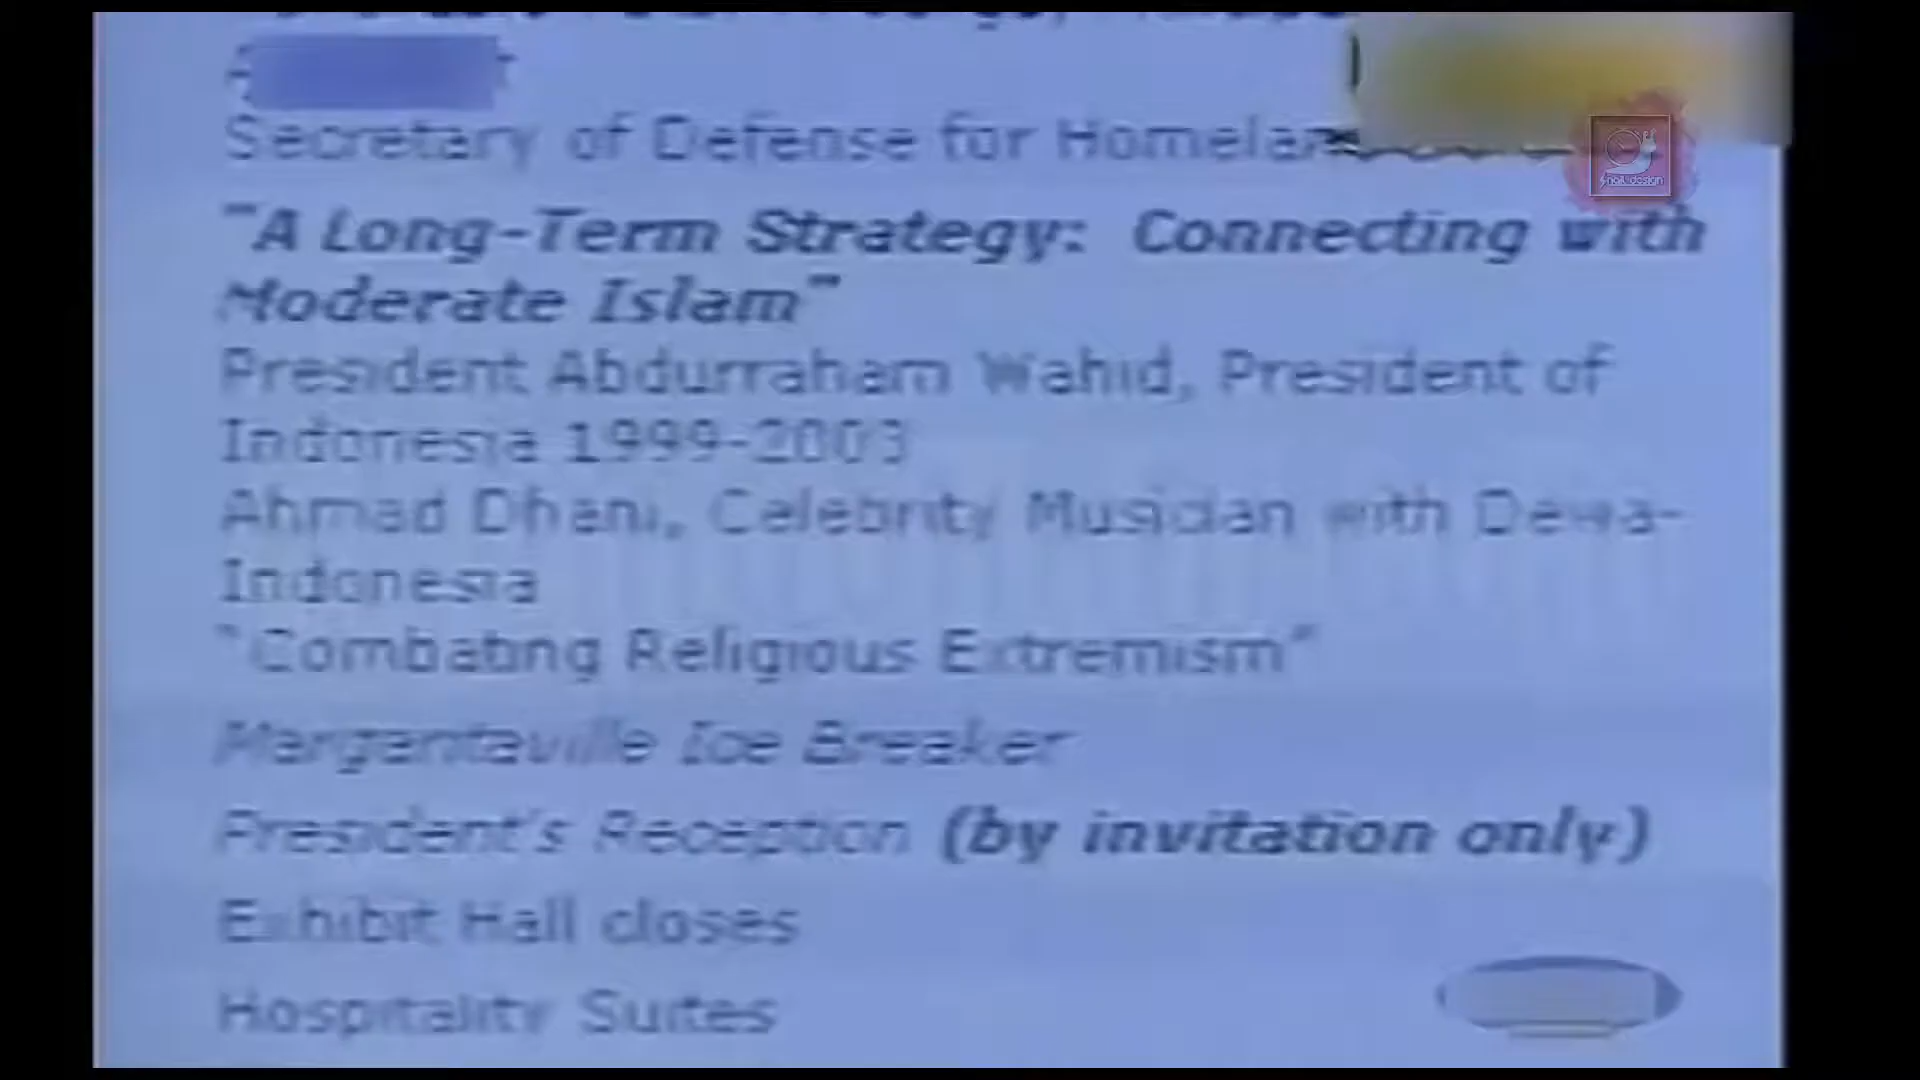 Secretary of Defense for
"A Long-Term Strategy: Connecting with
Moderate Islam"
President Abdurraham Wahid, President of
Indonesia 1999-2003
Ahmad Dhani, Celebrity Musician with Dewa-
Indonesia
"Combating Religious Extremism"
Margaritaville Ice Breaker
President's Reception (by invitation only)
Exhibit Hall closes
Hospitality Suites
Snail design